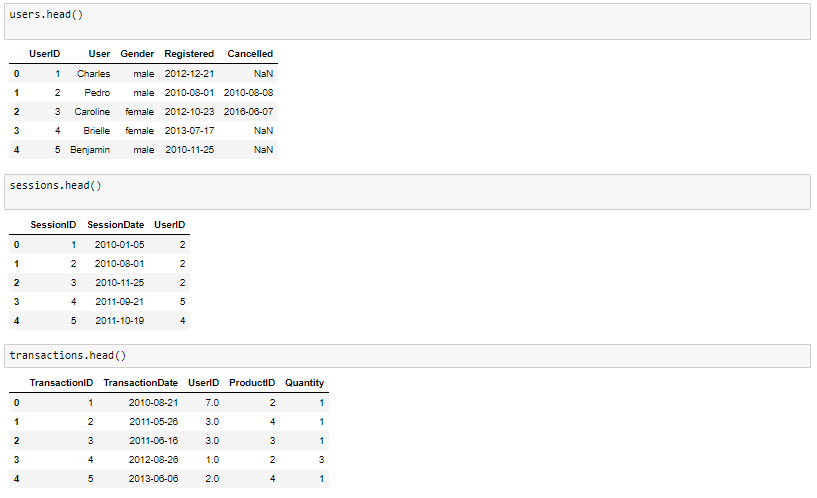 users.head()
UserID User Gender Registered Cancelled
0 1 Charles male 2012-12-21 NaN
1 2 Pedro male 2010-08-01 2010-08-08
2 3 Caroline female 2012-10-23 2016-06-07
3 4 Brielle female 2013-07-17 NaN
4 5 Benjamin male 2010-11-25 NaN
sessions.head()
SessionID SessionDate UserID
0 1 2010-01-05 2
1 2 2010-08-01 2
2 3 2010-11-25 2
3 4 2011-09-21 5
4 5 2011-10-19 4
transactions.head()
TransactionID TransactionDate UserID ProductID Quantity
0 1 2010-08-21 7.0 2 1
1 2 2011-05-26 3.0 4 1
2 3 2011-06-16 3.0 3 1
3 4 2012-08-26 1.0 2 3
4 5 2013-06-06 2.0 4 1